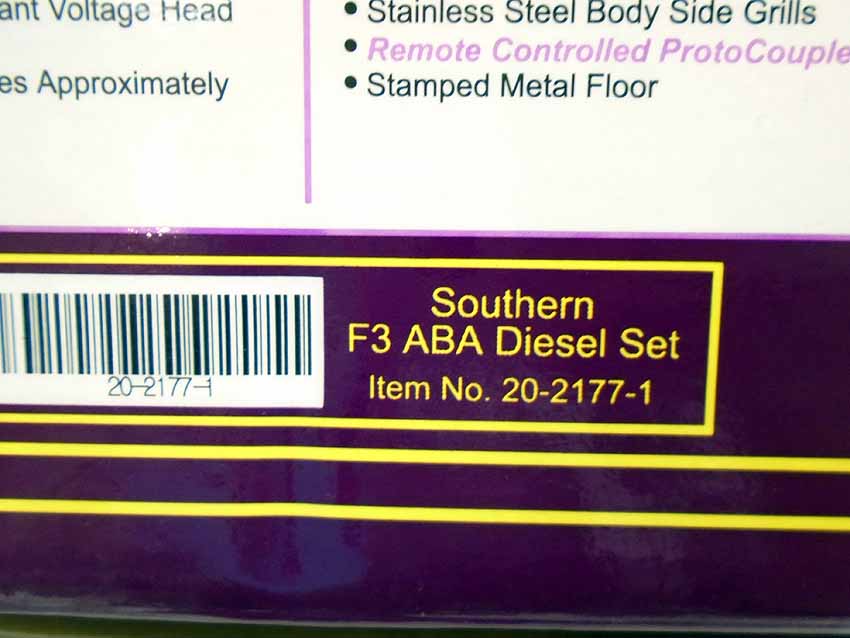 ant Voltage Head
es Approximately
• Stainless Steel Body Side Grills
• Remote Controlled ProtoCouple
• Stamped Metal Floor
20-2177-1
Southern
F3 ABA Diesel Set
Item No. 20-2177-1